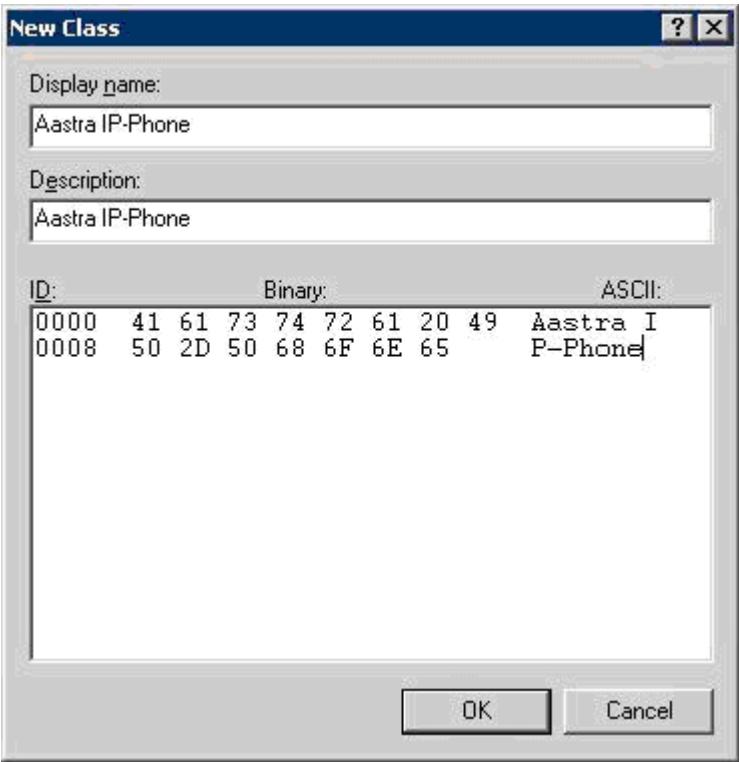 New Class
? X
Display name:
Aastra IP-Phone
Description:
Aastra IP-Phone
ID: Binary: ASCII:
0000 41 61 73 74 72 61 20 49 Aastra I
0008 50 2D 50 68 6F 6E 65 P-Phone
OK Cancel